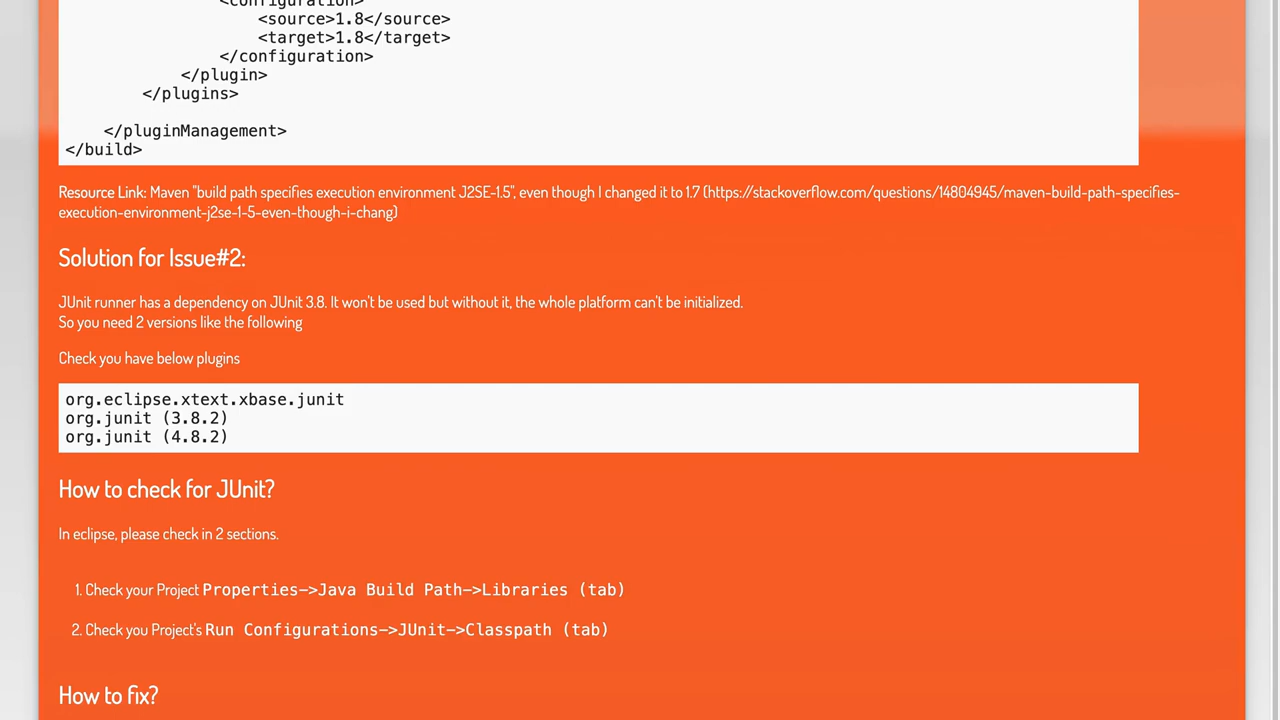 <configuration>
<source>1.8</source>
<target>1.8</target>
</configuration>
</plugin>
</plugins>
</pluginManagement>
</build>
Resource Link: Maven "build path specifies execution environment J2SE-1.5", even though I changed it to 1.7 (https://stackoverflow.com/questions/14804945/maven-build-path-specifies-
execution-environment-j2se-1-5-even-though-i-chang)
Solution for Issue#2:
JUnit runner has a dependency on JUnit 3.8. It won't be used but without it, the whole platform can't be initialized.
So you need 2 versions like the following
Check you have below plugins
org.eclipse.xtext.xbase.junit
org.junit (3.8.2)
org.junit (4.8.2)
How to check for JUnit?
In eclipse, please check in 2 sections.
1. Check your Project Properties->Java Build Path->Libraries (tab)
2. Check you Project's Run Configurations->JUnit->Classpath (tab)
How to fix?